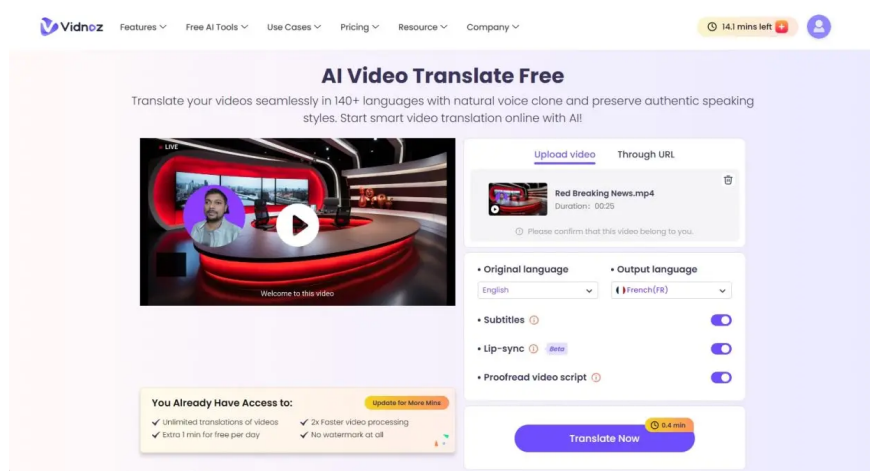 Vidnoz
Features
Free AI Tools
Use Cases
Pricing
Resource
Company
14.1 mins left
AI Video Translate Free
Translate your videos seamlessly in 140+ languages with natural voice clone and preserve authentic speaking
styles. Start smart video translation online with AI!
LIVE
Welcome to this video
Upload video
Through URL
Red Breaking News.mp4
Duration: 00:25
Please confirm that this video belong to you.
• Original language
• Output language
English
French(FR)
• Subtitles
• Lip-sync
Beta
• Proofread video script
You Already Have Access to:
Update for More Mins
Unlimited translations of videos
2x Faster video processing
Extra 1 min for free per day
No watermark at all
0.4 min
Translate Now